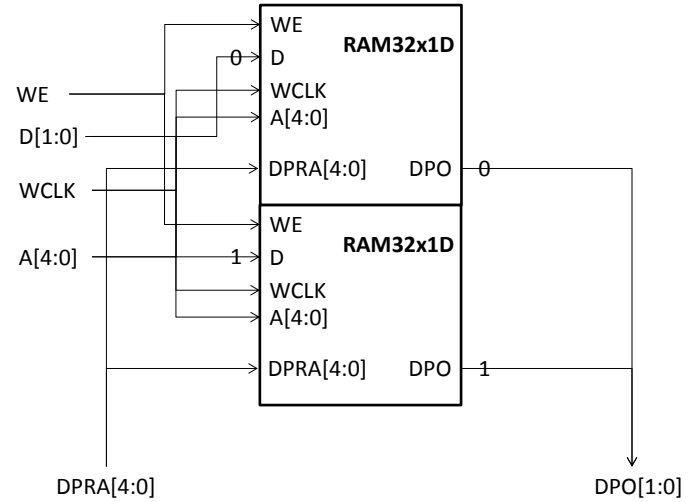 WE
RAM32x1D
0 D
WE
WCLK
D[1:0]
A[4:0]
DPRA[4:0] DPO 0
WCLK
WE
RAM32x1D
A[4:0]
1 D
WCLK
A[4:0]
DPRA[4:0] DPO 1
DPRA[4:0]
DPO[1:0]